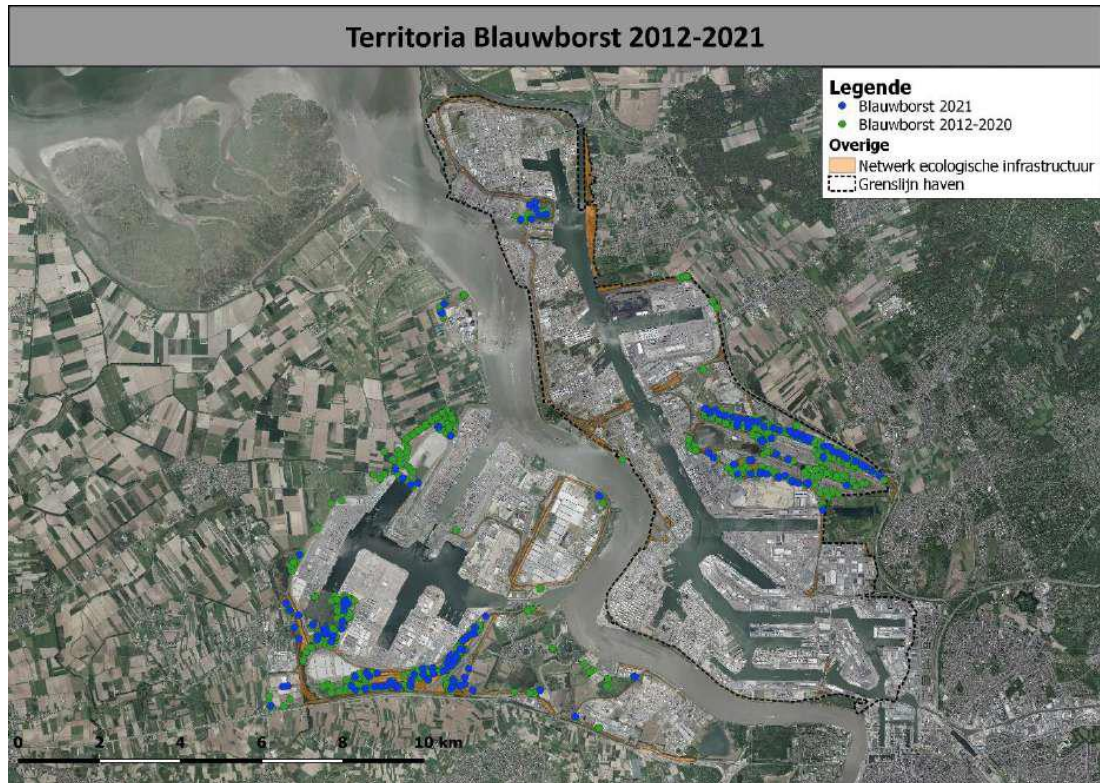 Territoria Blauwborst 2012-2021
Legende
Blauwborst 2021
Blauwborst 2012-2020
Overige
Netwerk ecologische infrastructuur
Grenslijn haven
0 2 4 6 8 10 km